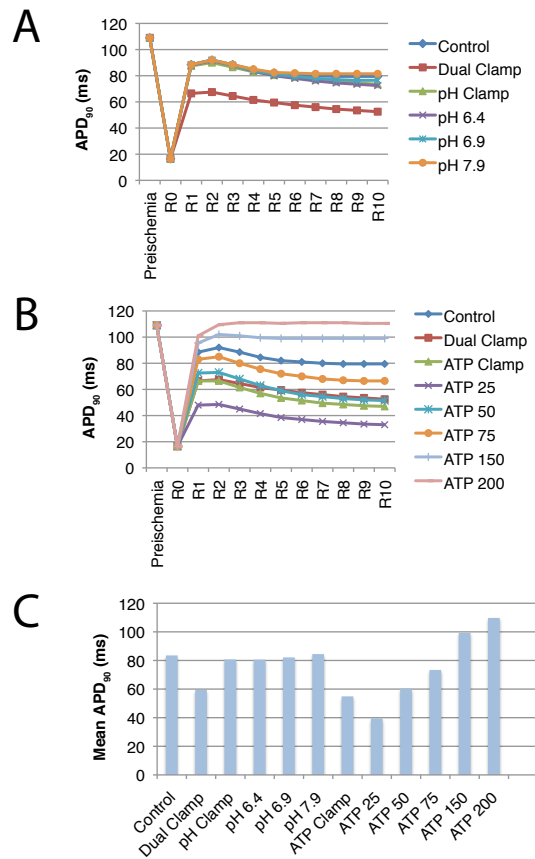 A
APD90 (ms)
120
100
80
60
40
20
0
Preischemia
R0
R1
R2
R3
R4
R5
R6
R7
R8
R9
R10
Control
Dual Clamp
pH Clamp
pH 6.4
pH 6.9
pH 7.9
B
APD90 (ms)
120
100
80
60
40
20
0
Preischemia
R0
R1
R2
R3
R4
R5
R6
R7
R8
R9
R10
Control
Dual Clamp
ATP Clamp
ATP 25
ATP 50
ATP 75
ATP 150
ATP 200
C
Mean APD90 (ms)
120
100
80
60
40
20
0
Control
Dual Clamp
pH Clamp
pH 6.4
pH 6.9
pH 7.9
ATP Clamp
ATP 25
ATP 50
ATP 75
ATP 150
ATP 200